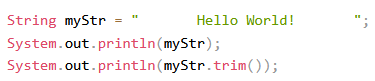 String myStr = "       Hello World!       ";
System.out.println(myStr);
System.out.println(myStr.trim());